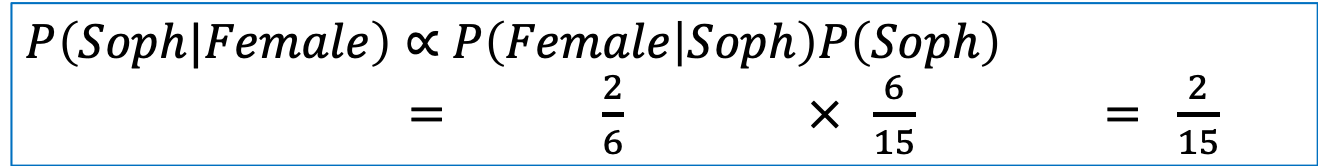 P(Soph|Female) ∝ P(Female|Soph)P(Soph)
= 2/6 × 6/15 = 2/15